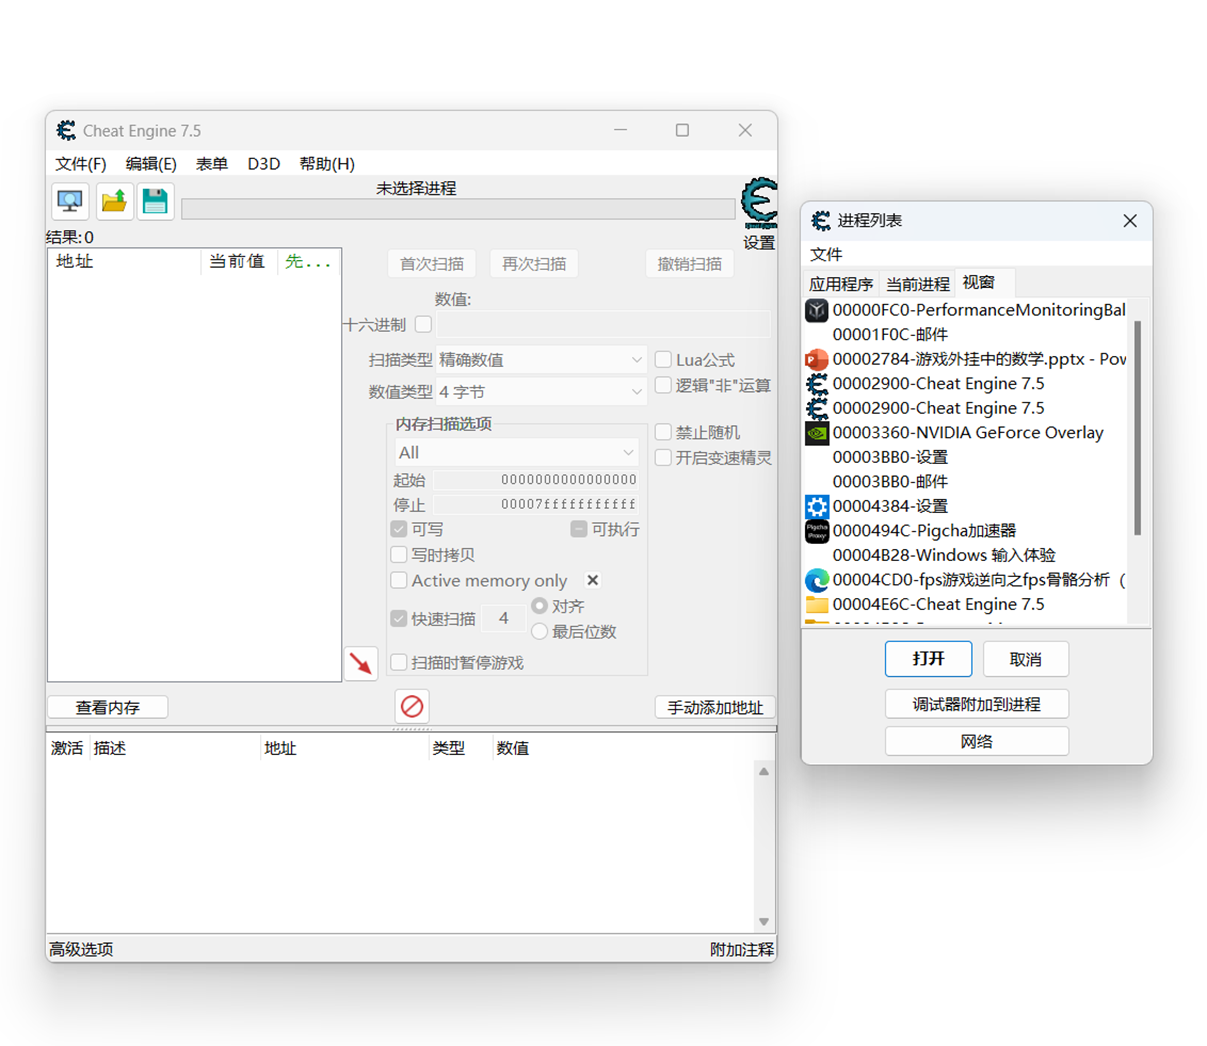 Cheat Engine 7.5
文件(F) 编辑(E) 表单 D3D 帮助(H)
未选择进程
设置
结果:0
地址 当前值 先...
首次扫描 再次扫描 撤销扫描
数值:
十六进制
扫描类型 精确数值 Lua公式
数值类型 4 字节 逻辑"非"运算
内存扫描选项
All
禁止随机
开启变速精灵
起始 0000000000000000
停止 00007fffffffffff
可写 可执行
写时拷贝
Active memory only
快速扫描 4 对齐
最后位数
扫描时暂停游戏
查看内存 手动添加地址
激活 描述 地址 类型 数值
高级选项 附加注释
进程列表
文件
应用程序 当前进程 视窗
00000FC0-PerformanceMonitoringBal
00001F0C-邮件
00002784-游戏外挂中的数学.pptx - Pow
00002900-Cheat Engine 7.5
00002900-Cheat Engine 7.5
00003360-NVIDIA GeForce Overlay
00003BB0-设置
00003BB0-邮件
00004384-设置
Pigcha
Proxy
0000494C-Pigcha加速器
00004B28-Windows 输入体验
00004CD0-fps游戏逆向之fps骨骼分析（
00004E6C-Cheat Engine 7.5
打开 取消
调试器附加到进程
网络